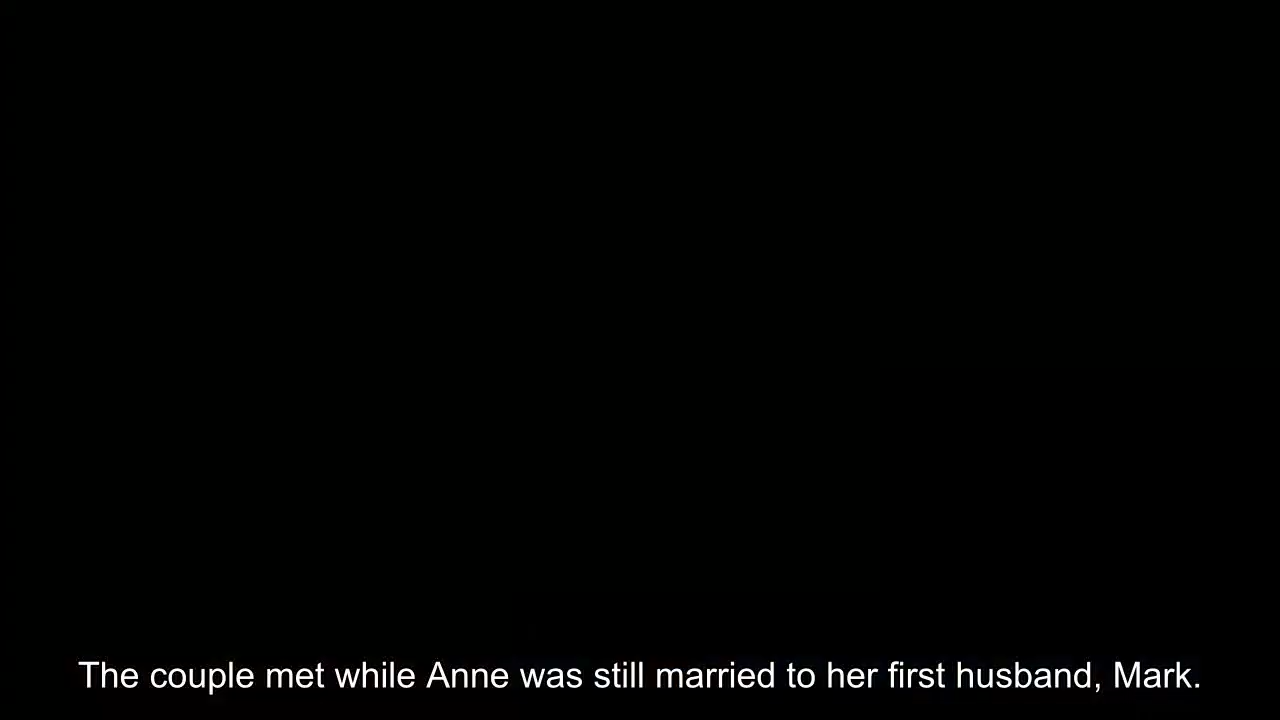 The couple met while Anne was still married to her first husband, Mark.